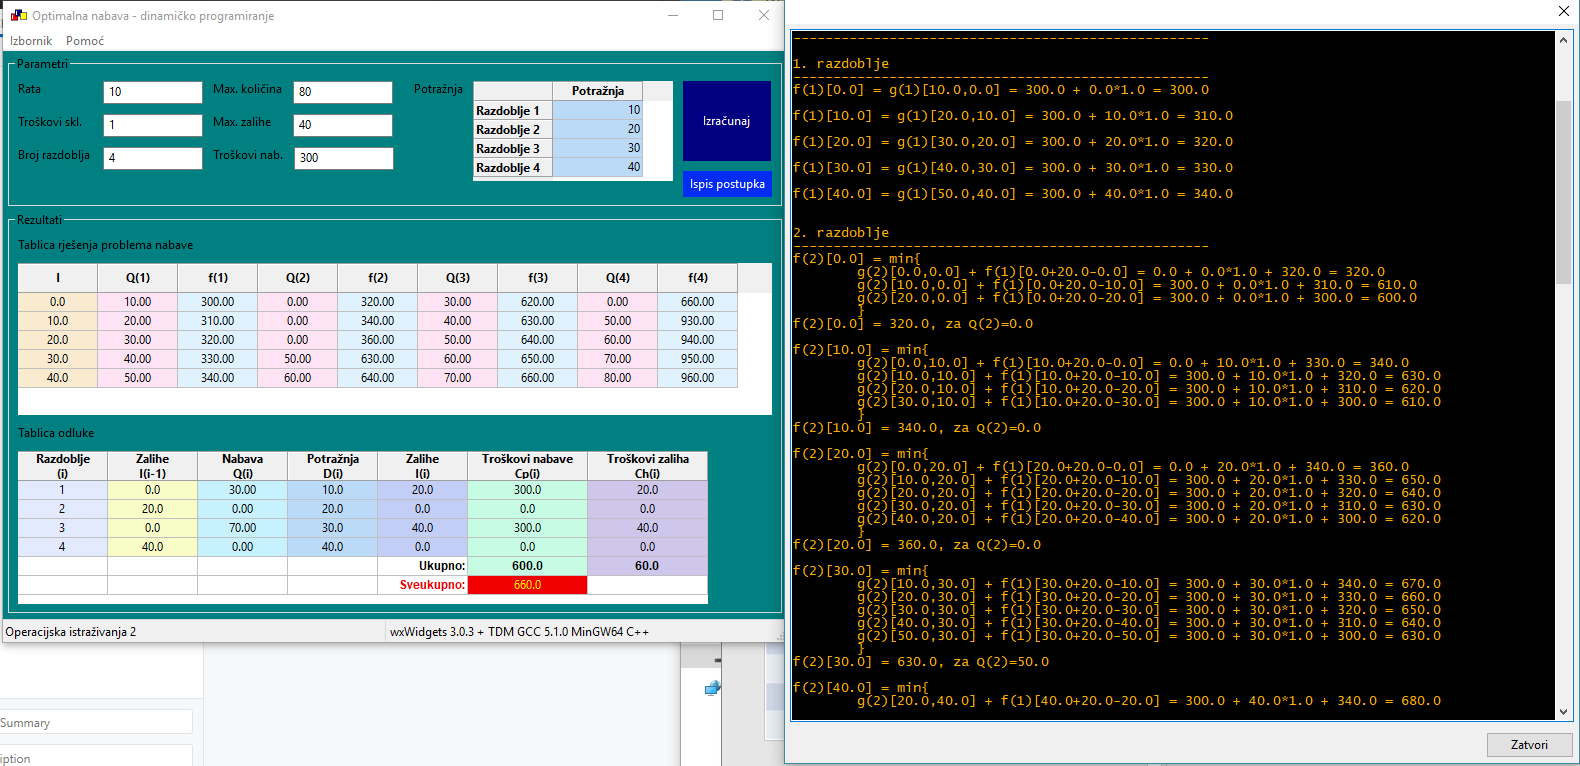 Optimalna nabava - dinamičko programiranje
Izbornik Pomoć
Parametri
Rata 10 Max. količina 80 Potražnja
Troškovi skl. 1 Max. zalihe 40
Broj razdoblja 4 Troškovi nab. 300
Potražnja
Razdoblje 1 10
Razdoblje 2 20
Razdoblje 3 30
Razdoblje 4 40
Izračunaj
Ispis postupka
Rezultati
Tablica rješenja problema nabave
I Q(1) f(1) Q(2) f(2) Q(3) f(3) Q(4) f(4)
0.0 10.00 300.00 0.00 320.00 30.00 620.00 0.00 660.00
10.0 20.00 310.00 0.00 340.00 40.00 630.00 50.00 930.00
20.0 30.00 320.00 0.00 360.00 50.00 640.00 60.00 940.00
30.0 40.00 330.00 50.00 630.00 60.00 650.00 70.00 950.00
40.0 50.00 340.00 60.00 640.00 70.00 660.00 80.00 960.00
Tablica odluke
Razdoblje Zalihe Nabava Potražnja Zalihe Troškovi nabave Troškovi zaliha
(i) I(i-1) Q(i) D(i) I(i) Cp(i) Ch(i)
1 0.0 30.00 10.0 20.0 300.0 20.0
2 20.0 0.00 20.0 0.0 0.0 0.0
3 0.0 70.00 30.0 40.0 300.0 40.0
4 40.0 0.00 40.0 0.0 0.0 0.0
Ukupno: 600.0 60.0
Sveukupno: 660.0
Operacijska istraživanja 2 wxWidgets 3.0.3 + TDM GCC 5.1.0 MinGW64 C++
Summary
iption
----------------------------------------------------
1. razdoblje
----------------------------------------------------
f(1)[0.0] = g(1)[10.0,0.0] = 300.0 + 0.0*1.0 = 300.0
f(1)[10.0] = g(1)[20.0,10.0] = 300.0 + 10.0*1.0 = 310.0
f(1)[20.0] = g(1)[30.0,20.0] = 300.0 + 20.0*1.0 = 320.0
f(1)[30.0] = g(1)[40.0,30.0] = 300.0 + 30.0*1.0 = 330.0
f(1)[40.0] = g(1)[50.0,40.0] = 300.0 + 40.0*1.0 = 340.0
2. razdoblje
----------------------------------------------------
f(2)[0.0] = min{
g(2)[0.0,0.0] + f(1)[0.0+20.0-0.0] = 0.0 + 0.0*1.0 + 320.0 = 320.0
g(2)[10.0,0.0] + f(1)[0.0+20.0-10.0] = 300.0 + 0.0*1.0 + 310.0 = 610.0
g(2)[20.0,0.0] + f(1)[0.0+20.0-20.0] = 300.0 + 0.0*1.0 + 300.0 = 600.0
}
f(2)[0.0] = 320.0, za Q(2)=0.0
f(2)[10.0] = min{
g(2)[0.0,10.0] + f(1)[10.0+20.0-0.0] = 0.0 + 10.0*1.0 + 330.0 = 340.0
g(2)[10.0,10.0] + f(1)[10.0+20.0-10.0] = 300.0 + 10.0*1.0 + 320.0 = 630.0
g(2)[20.0,10.0] + f(1)[10.0+20.0-20.0] = 300.0 + 10.0*1.0 + 310.0 = 620.0
g(2)[30.0,10.0] + f(1)[10.0+20.0-30.0] = 300.0 + 10.0*1.0 + 300.0 = 610.0
}
f(2)[10.0] = 340.0, za Q(2)=0.0
f(2)[20.0] = min{
g(2)[0.0,20.0] + f(1)[20.0+20.0-0.0] = 0.0 + 20.0*1.0 + 340.0 = 360.0
g(2)[10.0,20.0] + f(1)[20.0+20.0-10.0] = 300.0 + 20.0*1.0 + 330.0 = 650.0
g(2)[20.0,20.0] + f(1)[20.0+20.0-20.0] = 300.0 + 20.0*1.0 + 320.0 = 640.0
g(2)[30.0,20.0] + f(1)[20.0+20.0-30.0] = 300.0 + 20.0*1.0 + 310.0 = 630.0
g(2)[40.0,20.0] + f(1)[20.0+20.0-40.0] = 300.0 + 20.0*1.0 + 300.0 = 620.0
}
f(2)[20.0] = 360.0, za Q(2)=0.0
f(2)[30.0] = min{
g(2)[10.0,30.0] + f(1)[30.0+20.0-10.0] = 300.0 + 30.0*1.0 + 340.0 = 670.0
g(2)[20.0,30.0] + f(1)[30.0+20.0-20.0] = 300.0 + 30.0*1.0 + 330.0 = 660.0
g(2)[30.0,30.0] + f(1)[30.0+20.0-30.0] = 300.0 + 30.0*1.0 + 320.0 = 650.0
g(2)[40.0,30.0] + f(1)[30.0+20.0-40.0] = 300.0 + 30.0*1.0 + 310.0 = 640.0
g(2)[50.0,30.0] + f(1)[30.0+20.0-50.0] = 300.0 + 30.0*1.0 + 300.0 = 630.0
}
f(2)[30.0] = 630.0, za Q(2)=50.0
f(2)[40.0] = min{
g(2)[20.0,40.0] + f(1)[40.0+20.0-20.0] = 300.0 + 40.0*1.0 + 340.0 = 680.0
Zatvori